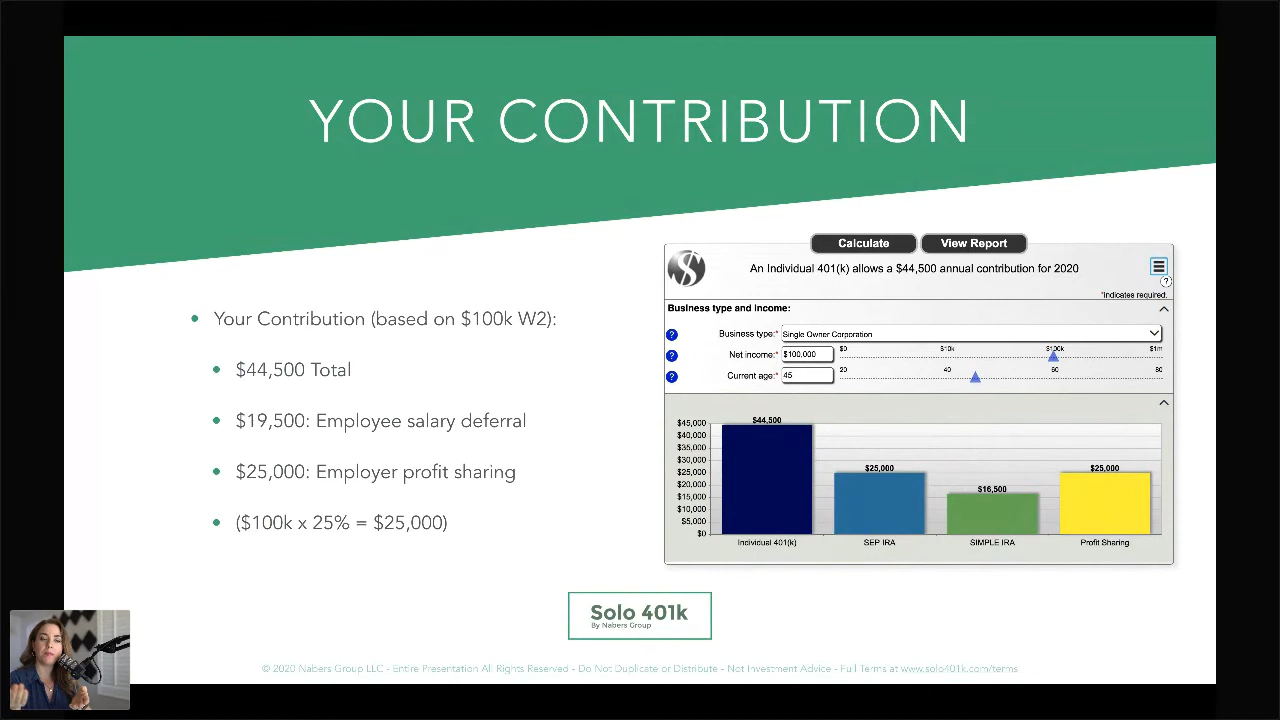 YOUR CONTRIBUTION
Your Contribution (based on $100k W2):
$44,500 Total
$19,500: Employee salary deferral
$25,000: Employer profit sharing
($100k x 25% = $25,000)
Calculate
View Report
An Individual 401(k) allows a $44,500 annual contribution for 2020
?
*indicates required.
Business type and income:
? Business type:* Single Owner Corporation
? Net income:* $100,000 $0 $10k $100k $1m
? Current age:* 45 20 40 60 80
$45,000
$40,000
$35,000
$30,000
$25,000
$20,000
$15,000
$10,000
$5,000
$0
$44,500
$25,000
$16,500
$25,000
Individual 401(k) SEP IRA SIMPLE IRA Profit Sharing
Solo 401k
By Nabers Group
© 2020 Nabers Group LLC - Entire Presentation All Rights Reserved - Do Not Duplicate or Distribute - Not Investment Advice - Full Terms at www.solo401k.com/terms